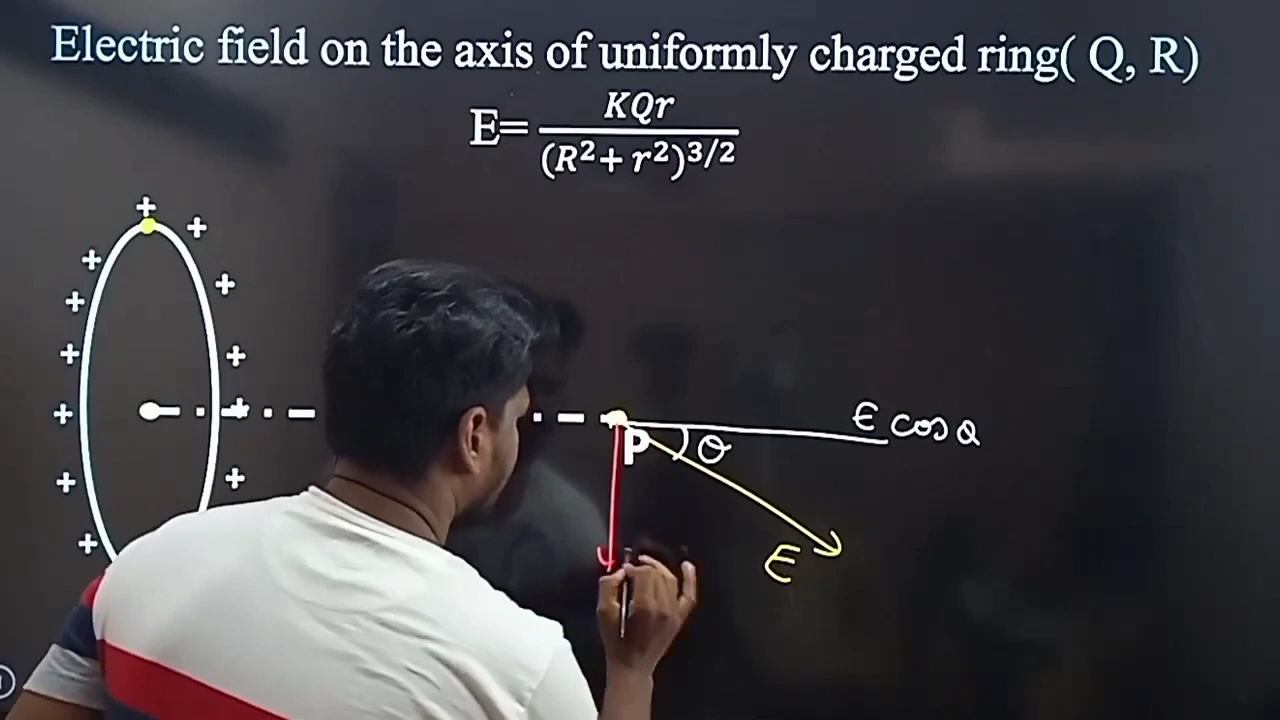 Electric field on the axis of uniformly charged ring( Q, R)
E= KQr / (R²+ r²)^3/2
+
+
+
+
+
+
+
+
+
+
+
+
+
E cos θ
P
θ
E